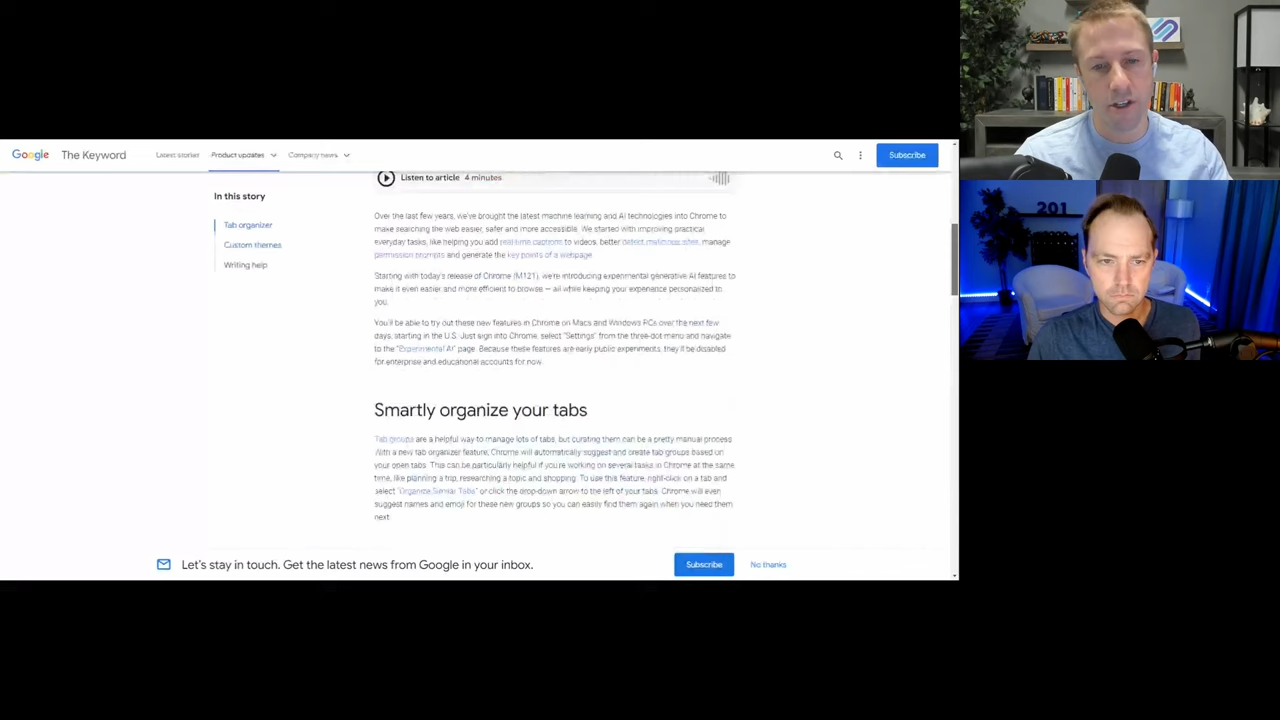 Google The Keyword Latest stories Product updates Company news Subscribe
In this story
Tab organizer
Custom themes
Writing help
Listen to article 4 minutes
Over the last few years, we've brought the latest machine learning and AI technologies into Chrome to
make searching the web easier, safer and more accessible. We started with improving practical
everyday tasks, like helping you add real-time captions to videos, better detect malicious sites, manage
permission prompts and generate the key points of a webpage.
Starting with today's release of Chrome (M121), we're introducing experimental generative AI features to
make it even easier and more efficient to browse — all while keeping your experience personalized to
you.
You'll be able to try out these new features in Chrome on Macs and Windows PCs over the next few
days, starting in the U.S. Just sign into Chrome, select "Settings" from the three-dot menu and navigate
to the "Experimental AI" page. Because these features are early public experiments, they'll be disabled
for enterprise and educational accounts for now.
Smartly organize your tabs
Tab groups are a helpful way to manage lots of tabs, but curating them can be a pretty manual process.
With a new tab organizer feature, Chrome will automatically suggest and create tab groups based on
your open tabs. This can be particularly helpful if you're working on several tasks in Chrome at the same
time, like planning a trip, researching a topic and shopping. To use this feature, right-click on a tab and
select "Organize Similar Tabs" or click the drop-down arrow to the left of your tabs. Chrome will even
suggest names and emoji for these new groups so you can easily find them again when you need them
next.
Let's stay in touch. Get the latest news from Google in your inbox. Subscribe No thanks
201